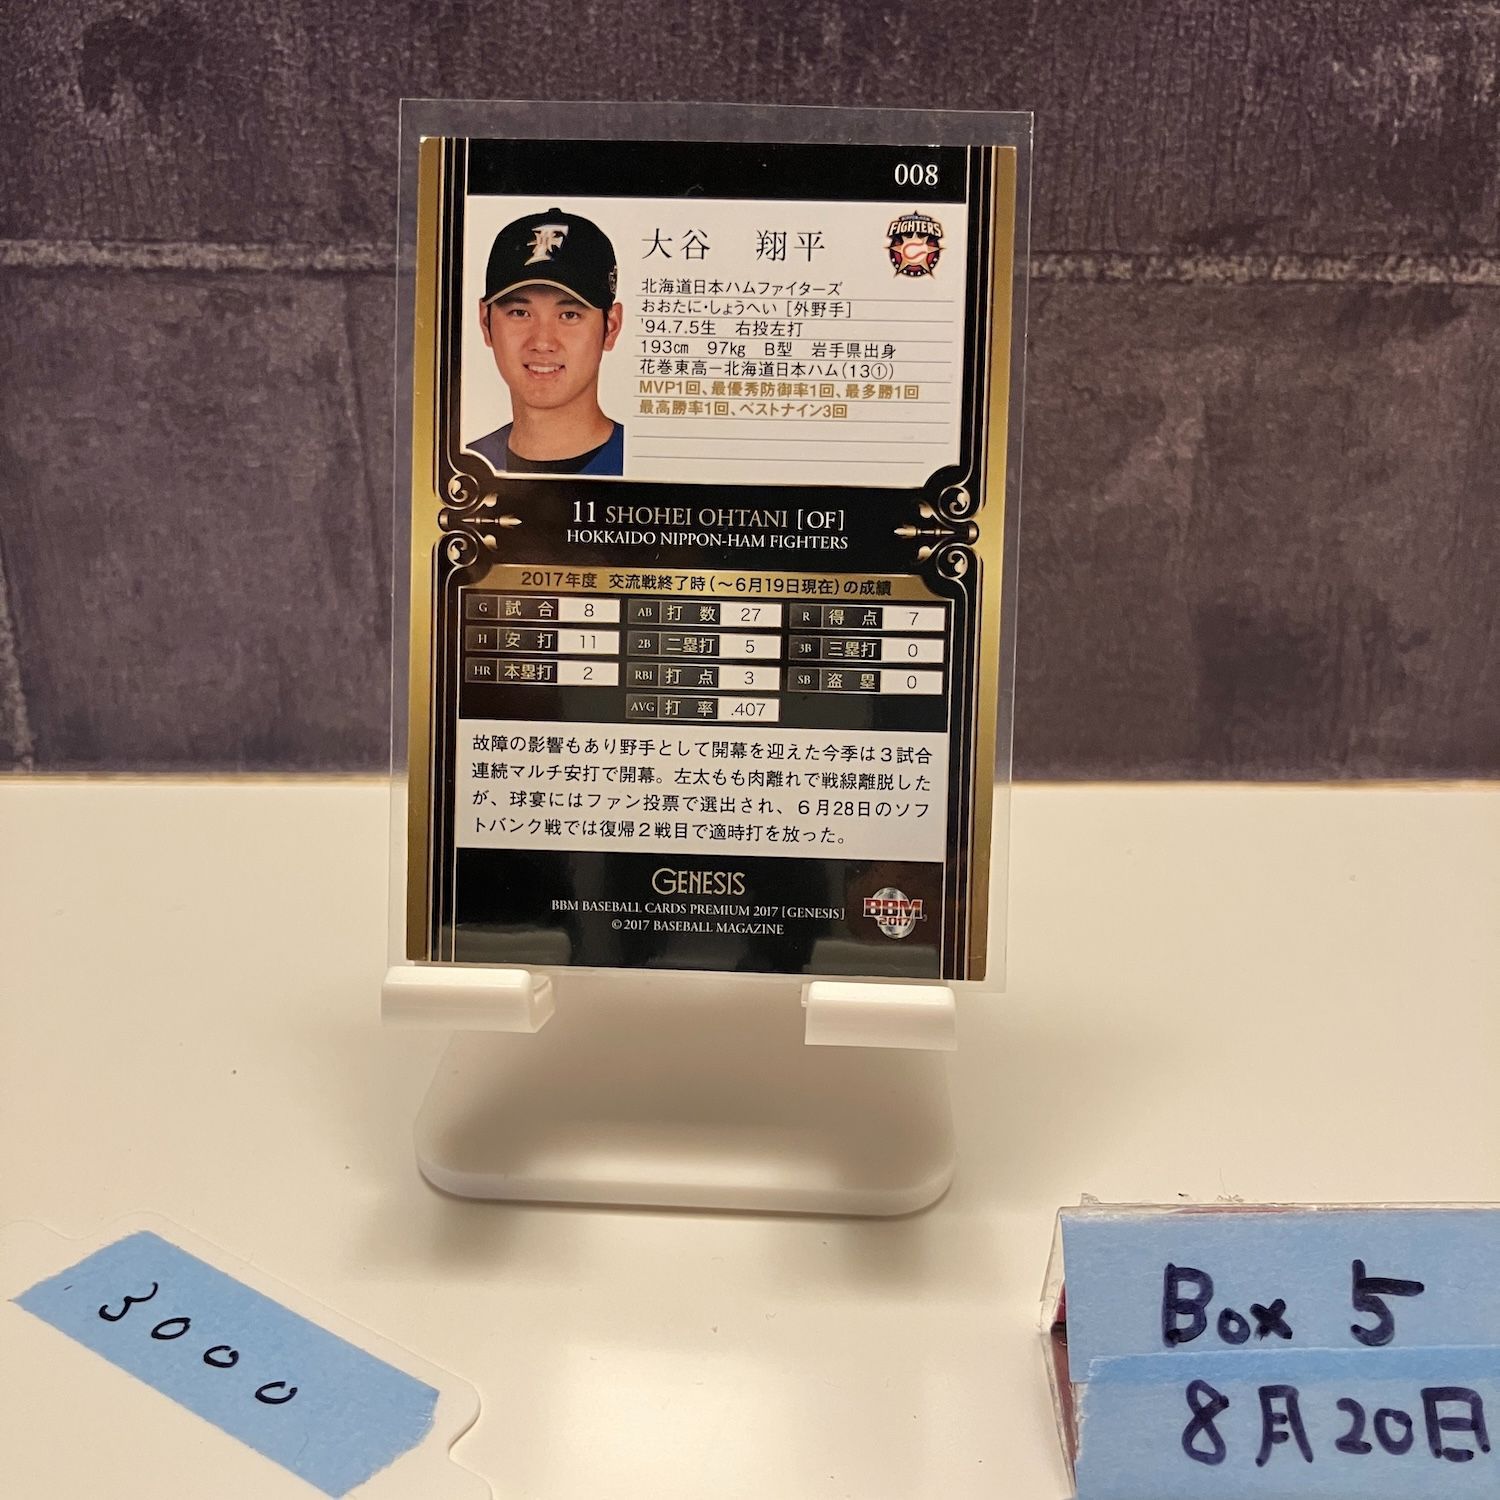 008
大谷 翔平
FIGHTERS
北海道日本ハムファイターズ
おおたに・しょうへい [外野手]
'94.7.5生 右投左打
193㎝ 97㎏ B型 岩手県出身
花巻東高－北海道日本ハム(13①)
MVP1回、最優秀防御率1回、最多勝1回
最高勝率1回、ベストナイン3回
11 SHOHEI OHTANI [OF]
HOKKAIDO NIPPON-HAM FIGHTERS
2017年度 交流戦終了時(～6月19日現在)の成績
G 試合 8 AB 打数 27 R 得点 7
H 安打 11 2B 二塁打 5 3B 三塁打 0
HR 本塁打 2 RBI 打点 3 SB 盗塁 0
AVG 打率 .407
故障の影響もあり野手として開幕を迎えた今季は３試合
連続マルチ安打で開幕。左太もも肉離れで戦線離脱した
が、球宴にはファン投票で選出され、６月28日のソフ
トバンク戦では復帰２戦目で適時打を放った。
GENESIS
BBM BASEBALL CARDS PREMIUM 2017 [GENESIS]
© 2017 BASEBALL MAGAZINE
BBM
2017
3000
Box 5
8月20日